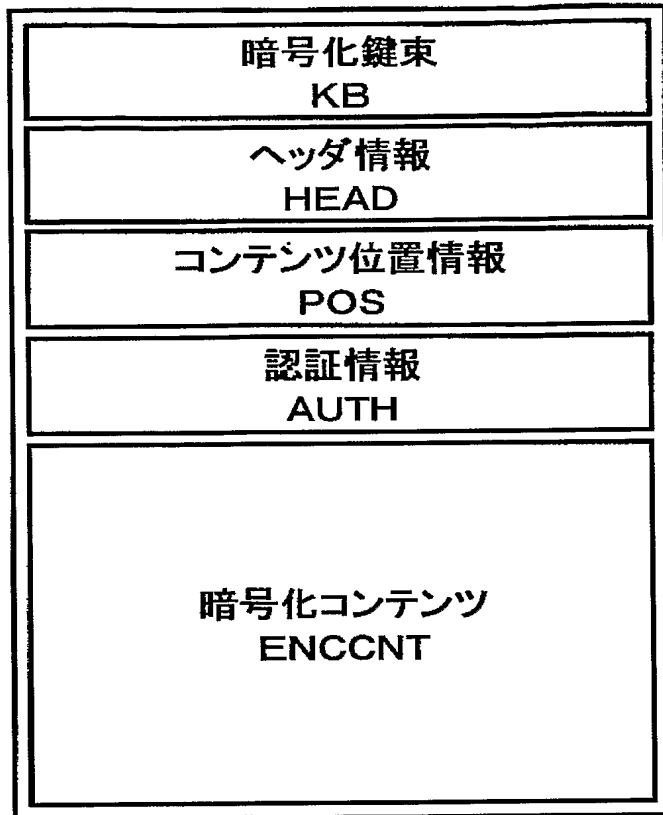 暗号化鍵束
KB
ヘッダ情報
HEAD
コンテンツ位置情報
POS
認証情報
AUTH
暗号化コンテンツ
ENCCNT